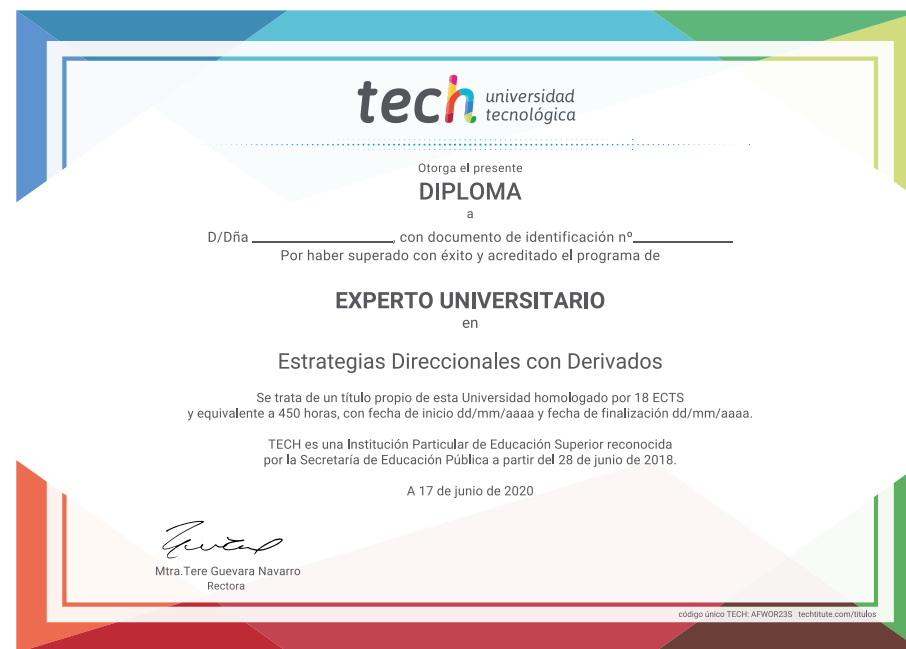 tech universidad
tecnológica
Otorga el presente
DIPLOMA
a
D/Dña ____________________, con documento de identificación nº______________
Por haber superado con éxito y acreditado el programa de
EXPERTO UNIVERSITARIO
en
Estrategias Direccionales con Derivados
Se trata de un título propio de esta Universidad homologado por 18 ECTS
y equivalente a 450 horas, con fecha de inicio dd/mm/aaaa y fecha de finalización dd/mm/aaaa.
TECH es una Institución Particular de Educación Superior reconocida
por la Secretaría de Educación Pública a partir del 28 de junio de 2018.
A 17 de junio de 2020
Mtra.Tere Guevara Navarro
Rectora
código único TECH: AFWOR23S techtitute.com/titulos